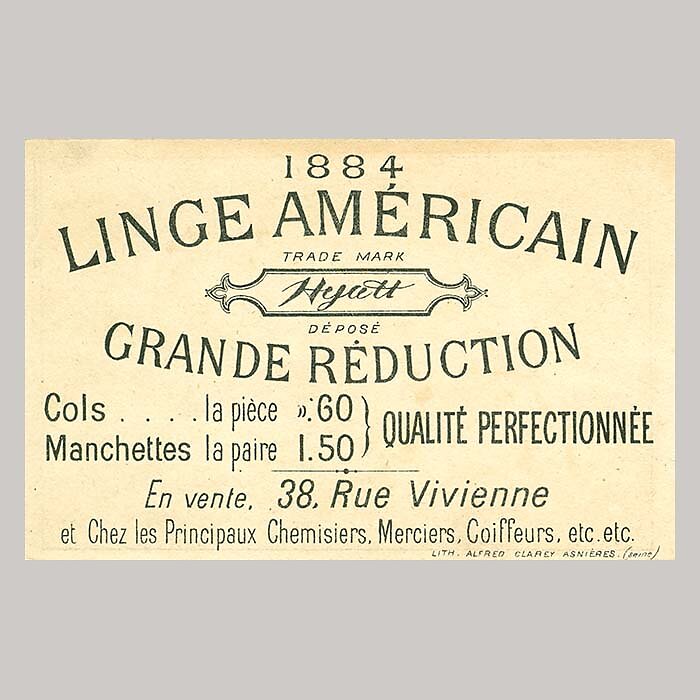 1884
LINGE AMÉRICAIN
TRADE MARK
Hyatt
DÉPOSÉ
GRANDE RÉDUCTION
Cols . . . . . la pièce ».60
Manchettes la paire 1.50
QUALITÉ PERFECTIONNÉE
En vente, 38, Rue Vivienne
et Chez les Principaux Chemisiers, Merciers, Coiffeurs, etc. etc.
LITH. ALFRED CLAREY ASNIÈRES. (Seine)